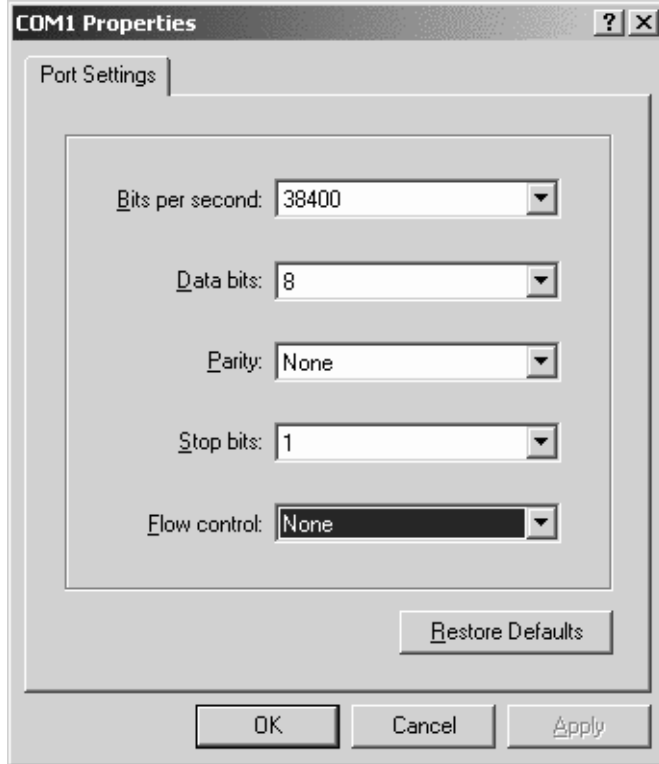 COM1 Properties ? X
Port Settings
Bits per second: 38400
Data bits: 8
Parity: None
Stop bits: 1
Flow control: None
Restore Defaults
OK Cancel Apply